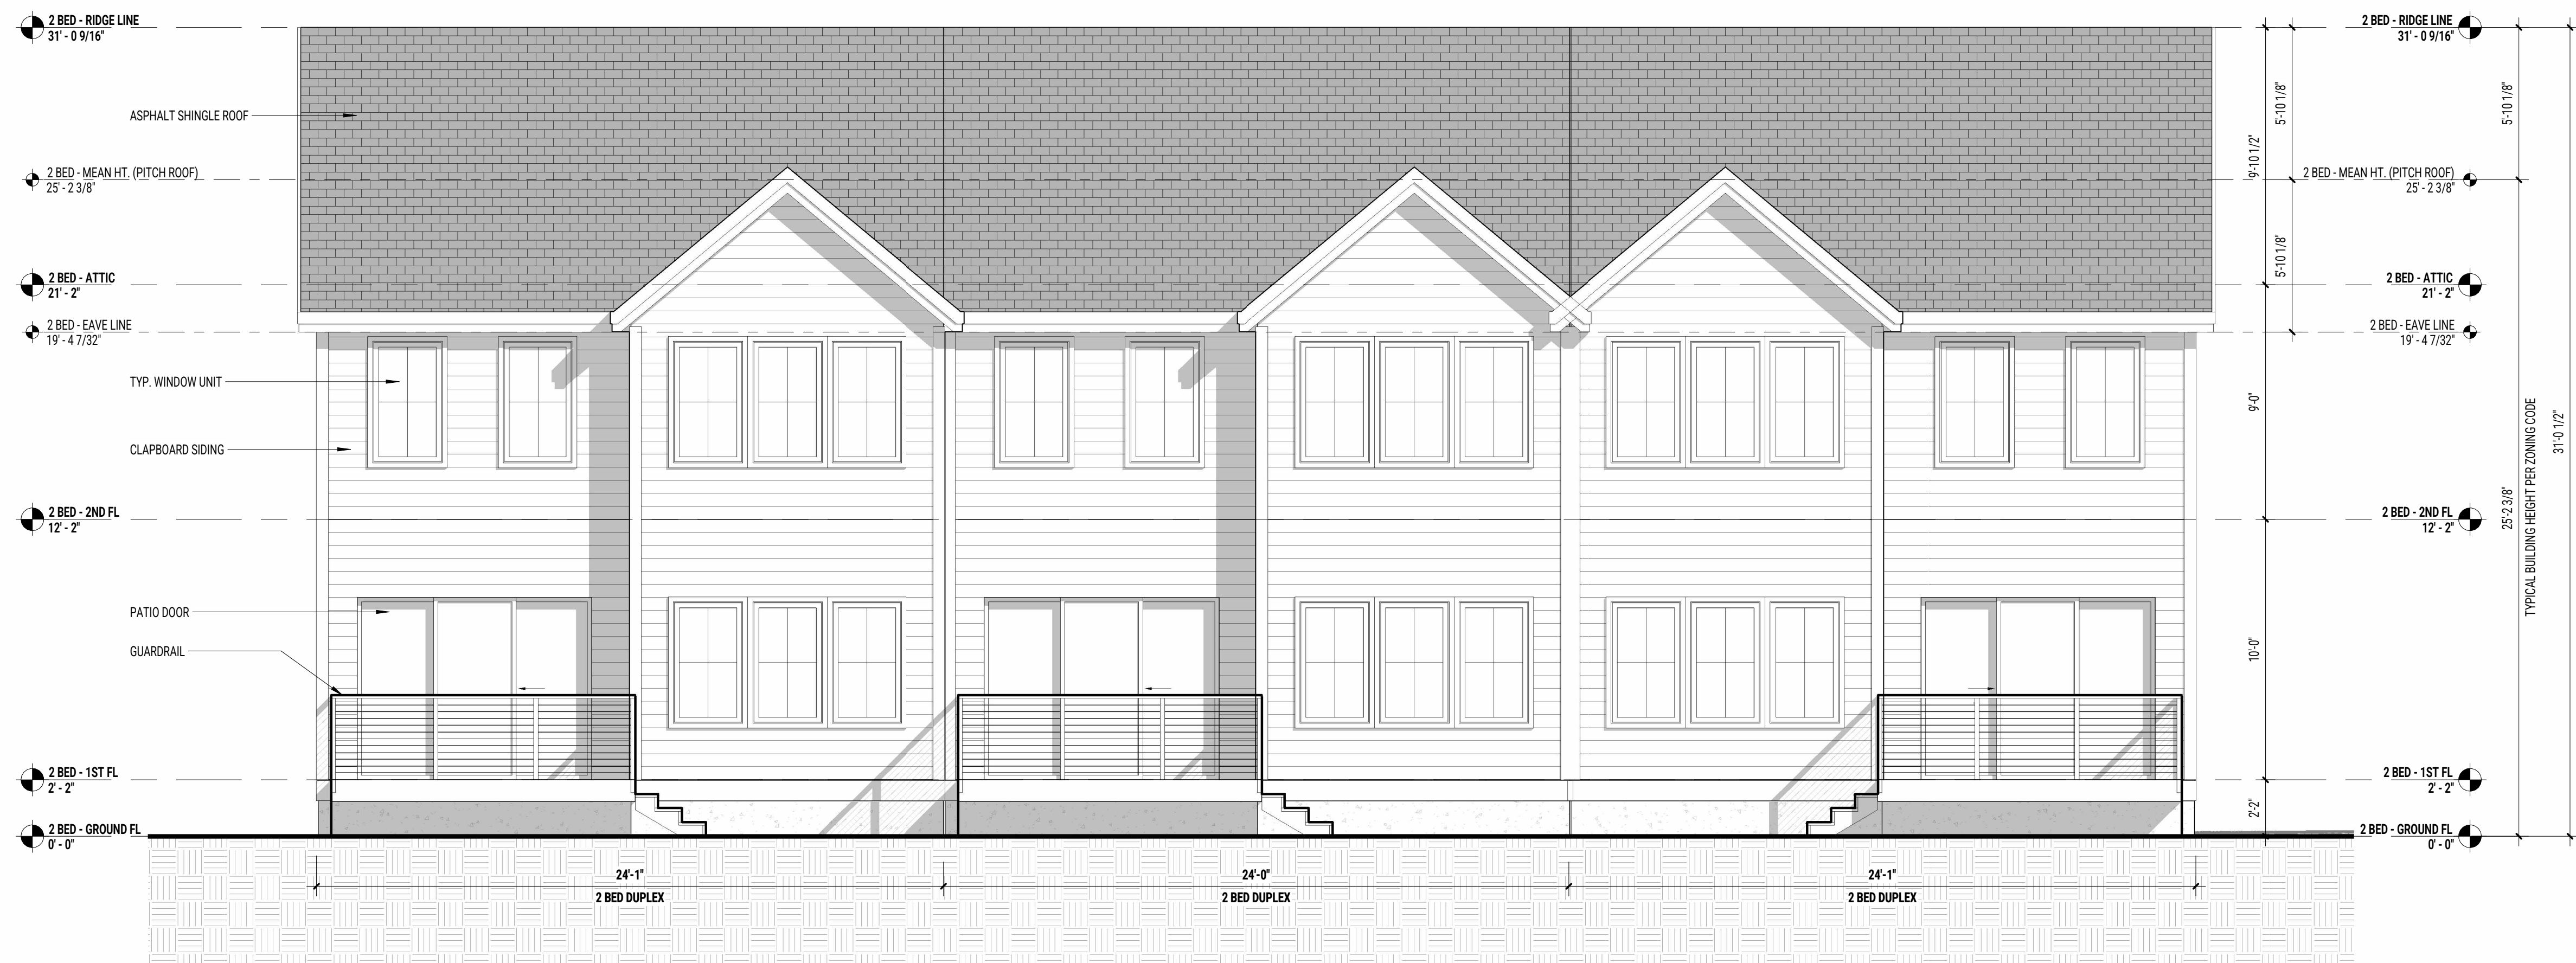 2 BED - RIDGE LINE
31' - 0 9/16"
ASPHALT SHINGLE ROOF
2 BED - MEAN HT. (PITCH ROOF)
25' - 2 3/8"
2 BED - ATTIC
21' - 2"
2 BED - EAVE LINE
19' - 4 7/32"
TYP. WINDOW UNIT
CLAPBOARD SIDING
2 BED - 2ND FL
12' - 2"
PATIO DOOR
GUARDRAIL
2 BED - 1ST FL
2' - 2"
2 BED - GROUND FL
0' - 0"
24'-1"
2 BED DUPLEX
24'-0"
2 BED DUPLEX
24'-1"
2 BED DUPLEX
9'-10 1/2"
9'-0"
10'-0"
2'-2"
5'-10 1/8"
5'-10 1/8"
2 BED - RIDGE LINE
31' - 0 9/16"
2 BED - MEAN HT. (PITCH ROOF)
25' - 2 3/8"
2 BED - ATTIC
21' - 2"
2 BED - EAVE LINE
19' - 4 7/32"
2 BED - 2ND FL
12' - 2"
2 BED - 1ST FL
2' - 2"
2 BED - GROUND FL
0' - 0"
5'-10 1/8"
25'-2 3/8"
TYPICAL BUILDING HEIGHT PER ZONING CODE
31'-0 1/2"